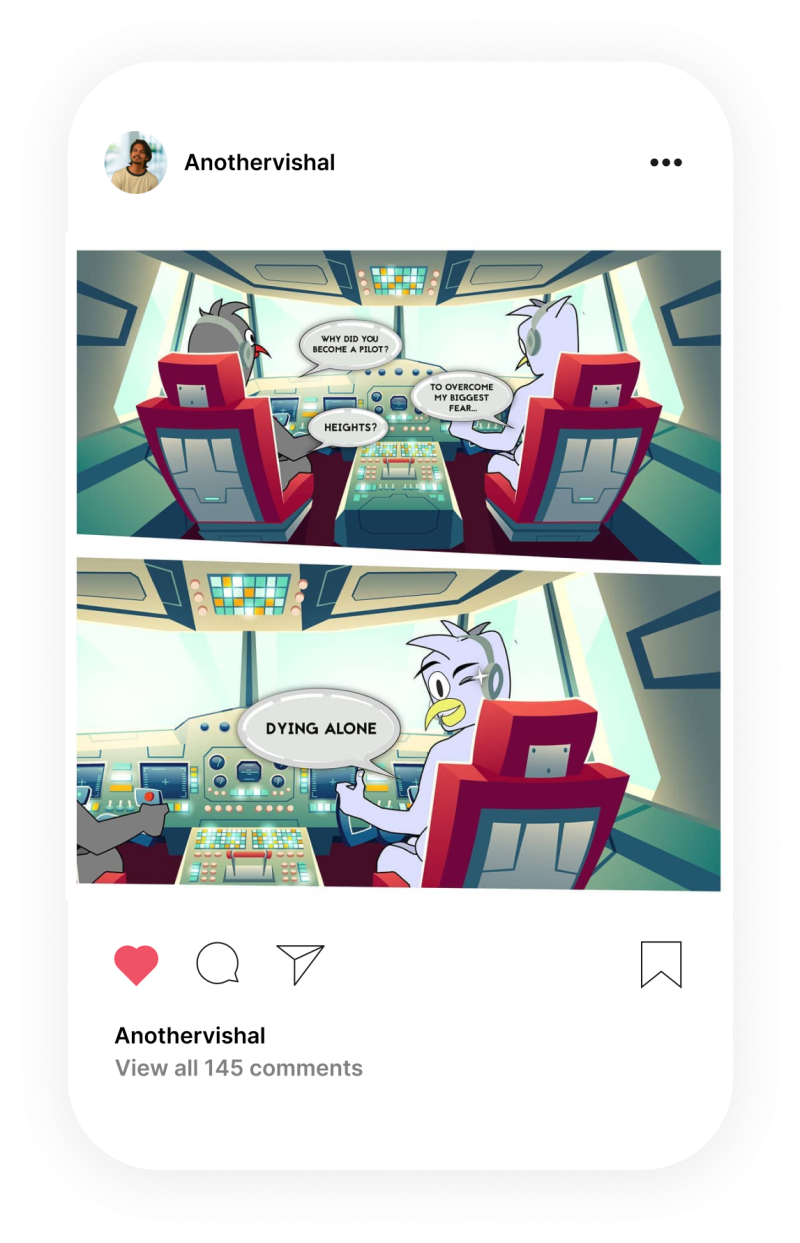 Anothervishal
WHY DID YOU
BECOME A PILOT?
TO OVERCOME
MY BIGGEST
FEAR...
HEIGHTS?
DYING ALONE
Anothervishal
View all 145 comments